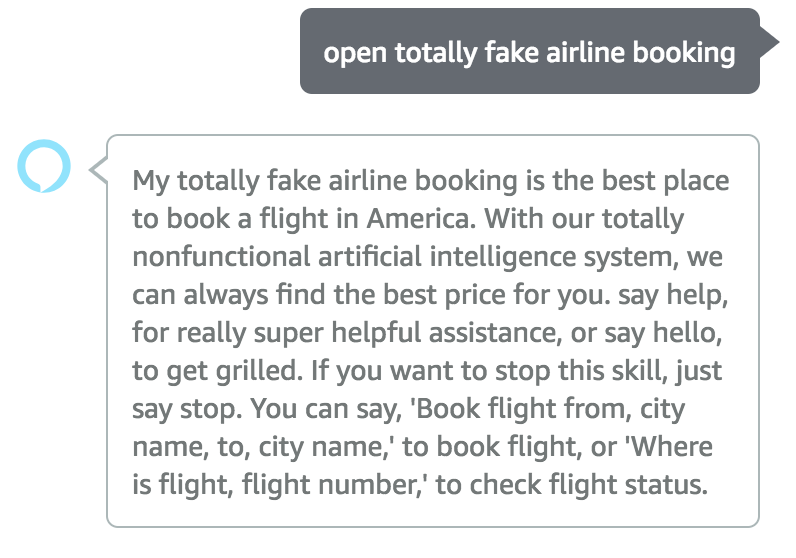 open totally fake airline booking
My totally fake airline booking is the best place
to book a flight in America. With our totally
nonfunctional artificial intelligence system, we
can always find the best price for you. say help,
for really super helpful assistance, or say hello,
to get grilled. If you want to stop this skill, just
say stop. You can say, 'Book flight from, city
name, to, city name,' to book flight, or 'Where
is flight, flight number,' to check flight status.